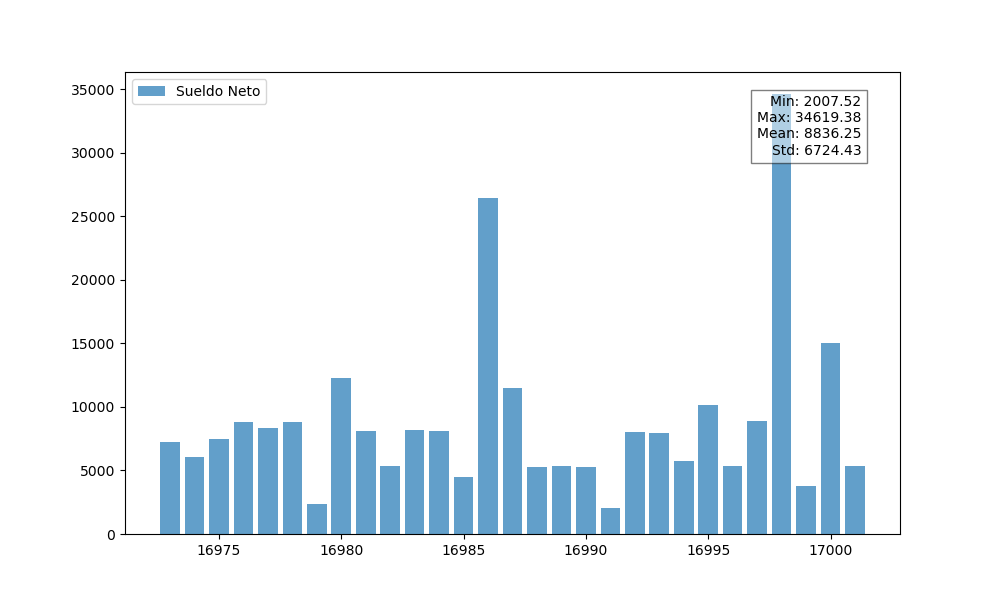 Sueldo Neto
Min: 2007.52
Max: 34619.38
Mean: 8836.25
Std: 6724.43
35000
30000
25000
20000
15000
10000
5000
0
16975 16980 16985 16990 16995 17000